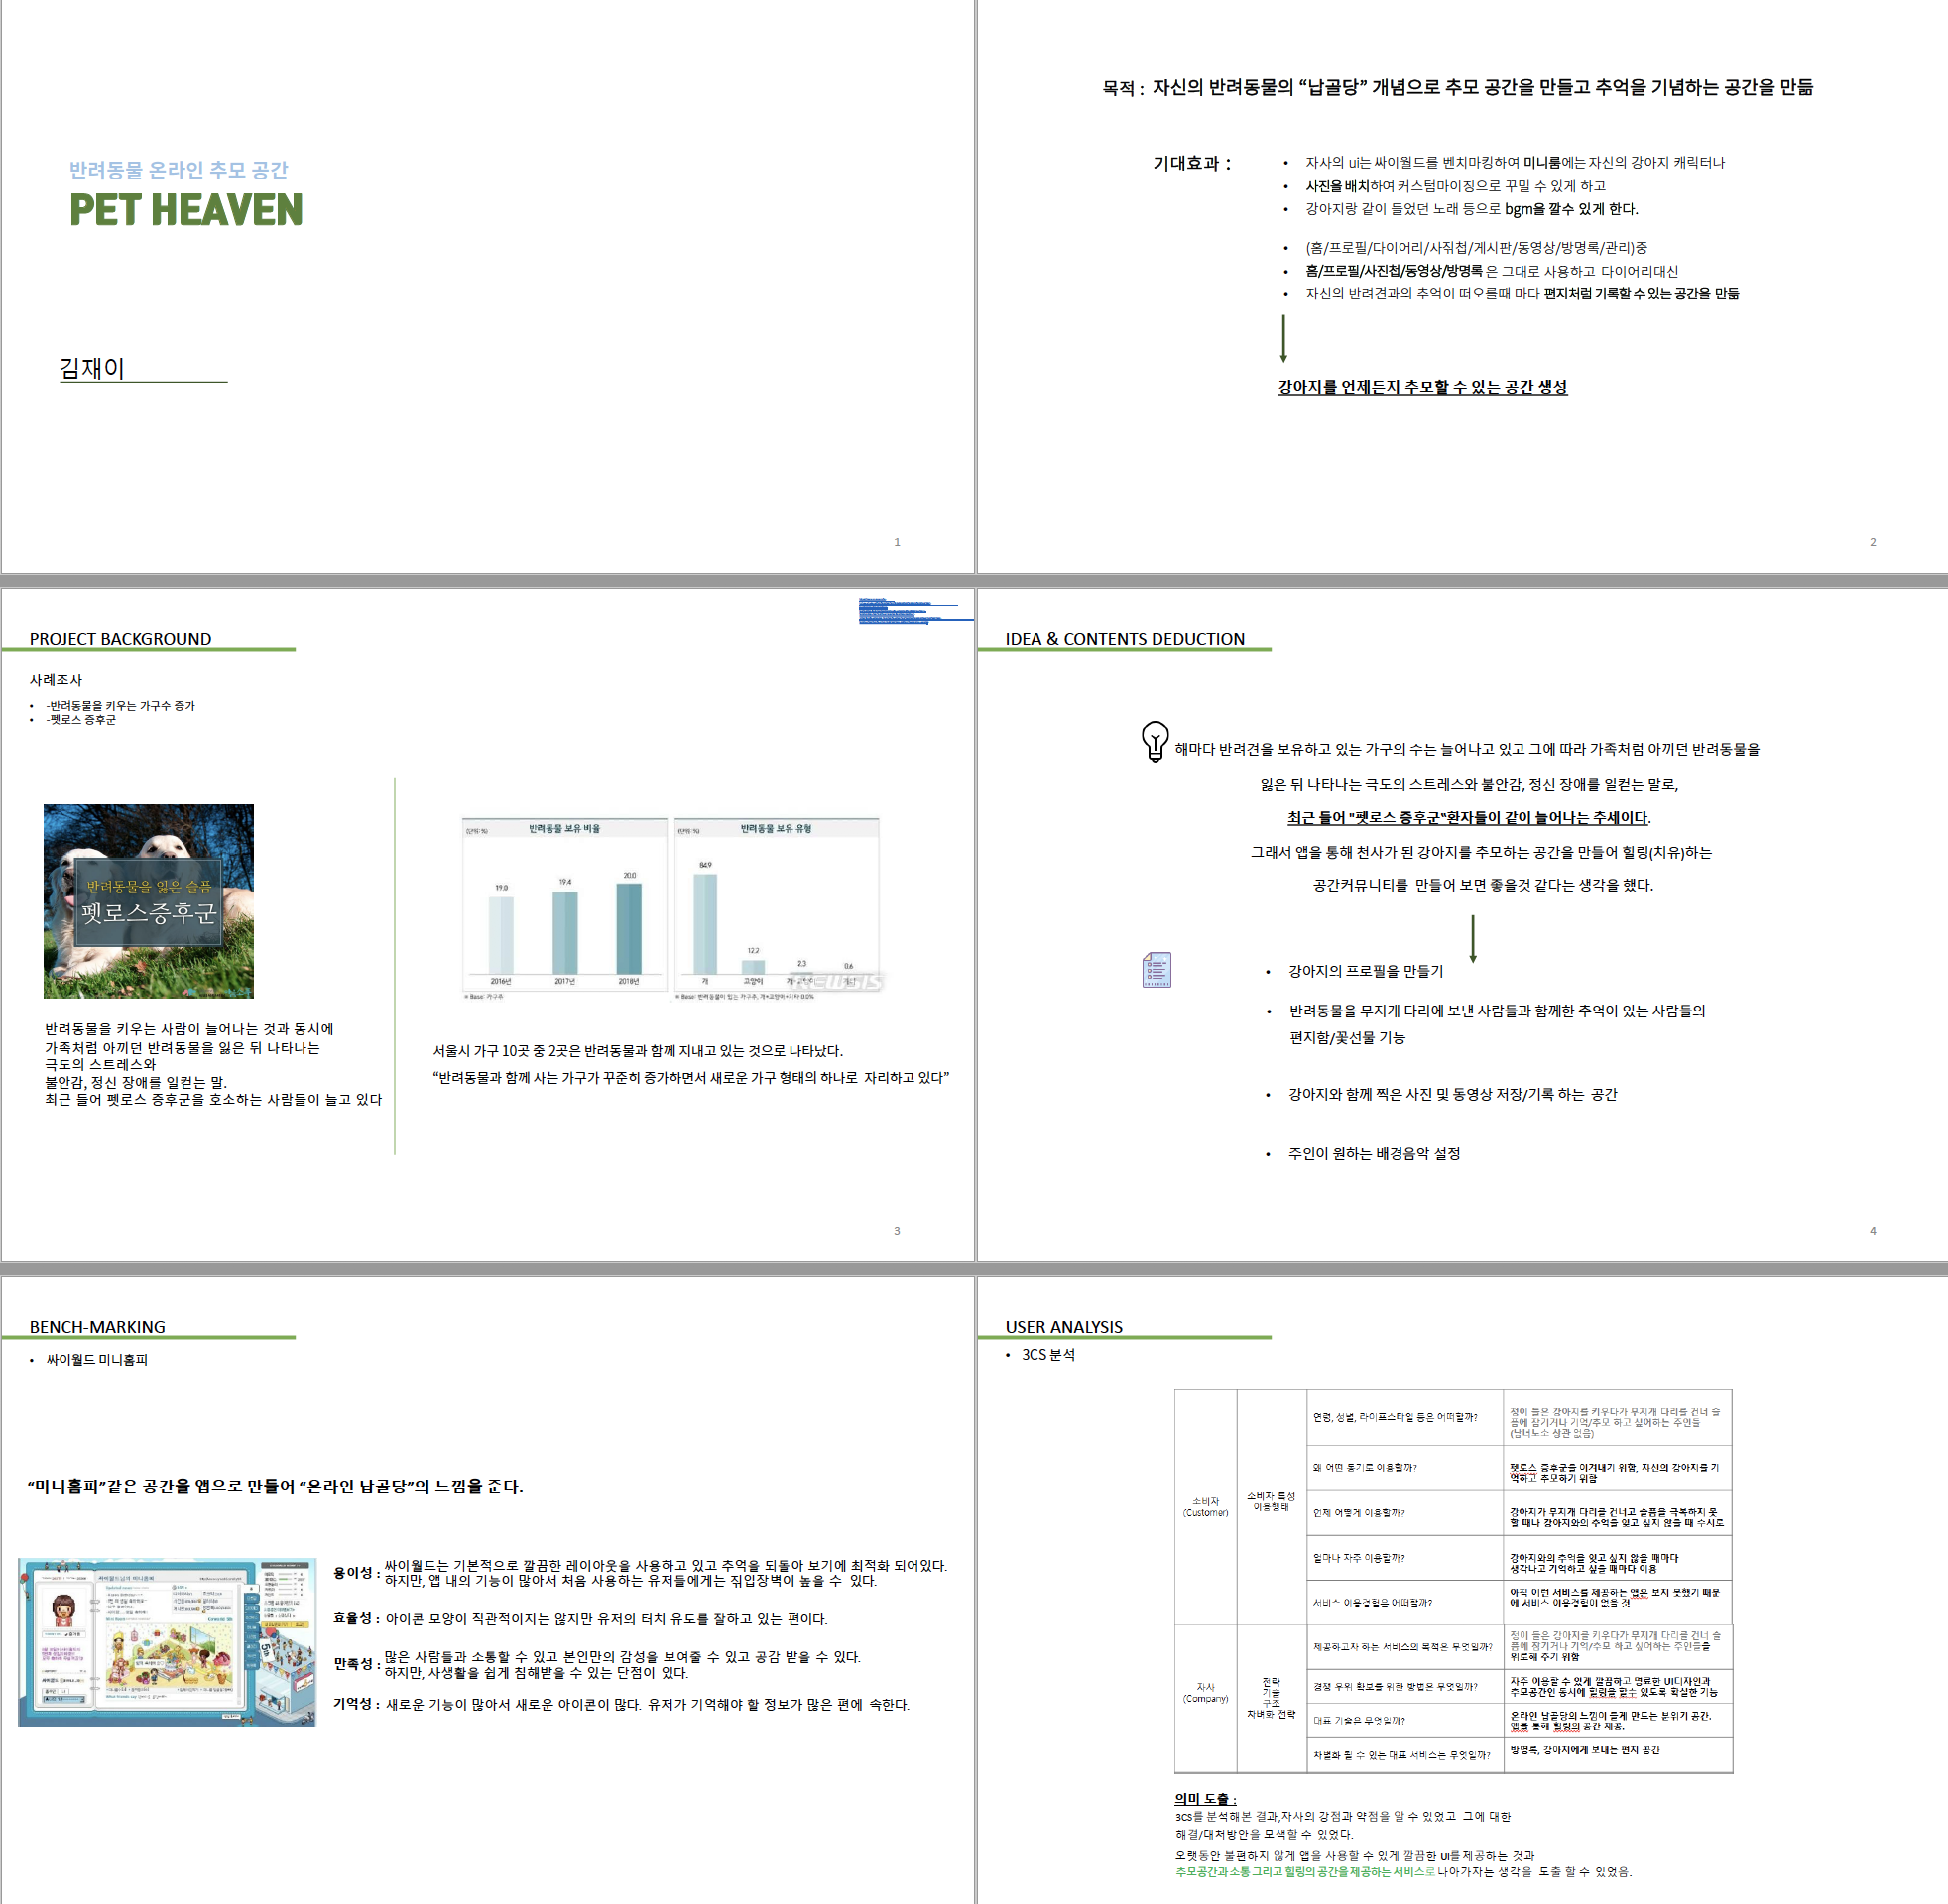 반려동물 온라인 추모 공간
PET HEAVEN
김재이
1
목적 : 자신의 반려동물의 “납골당” 개념으로 추모 공간을 만들고 추억을 기념하는 공간을 만듦
기대효과 :
• 자사의 ui는 싸이월드를 벤치마킹하여 미니룸에는 자신의 강아지 캐릭터나
• 사진을 배치하여 커스텀마이징으로 꾸밀 수 있게 하고
• 강아지랑 같이 들었던 노래 등으로 bgm을 깔수 있게 한다.
• (홈/프로필/다이어리/사줘첩/게시판/동영상/방명록/관리)중
• 홈/프로필/사진첩/동영상/방명록 은 그대로 사용하고 다이어리대신
• 자신의 반려견과의 추억이 떠오를때 마다 편지처럼 기록할 수 있는 공간을 만듦
강아지를 언제든지 추모할 수 있는 공간 생성
2
PROJECT BACKGROUND
사례조사
• -반려동물을 키우는 가구수 증가
• -펫로스 증후군
반려동물을 잃은 슬픔
펫로스증후군
반려동물을 키우는 사람이 늘어나는 것과 동시에
가족처럼 아끼던 반려동물을 잃은 뒤 나타나는
극도의 스트레스와
불안감, 정신 장애를 일컫는 말.
최근 들어 펫로스 증후군을 호소하는 사람들이 늘고 있다
(단위:%) 반려동물 보유 비율
19.0 19.4 20.0
2016년 2017년 2018년
※ Base: 가구주
(단위:%) 반려동물 보유 유형
84.9 12.2 2.3 0.6
개 고양이
NEWSIS
※ Base: 반려동물이 있는 가구주, 개+고양이+기타 0.0%
서울시 가구 10곳 중 2곳은 반려동물과 함께 지내고 있는 것으로 나타났다.
“반려동물과 함께 사는 가구가 꾸준히 증가하면서 새로운 가구 형태의 하나로 자리하고 있다”
3
IDEA & CONTENTS DEDUCTION
해마다 반려견을 보유하고 있는 가구의 수는 늘어나고 있고 그에 따라 가족처럼 아끼던 반려동물을
잃은 뒤 나타나는 극도의 스트레스와 불안감, 정신 장애를 일컫는 말로,
최근 들어 "펫로스 증후군“환자들이 같이 늘어나는 추세이다.
그래서 앱을 통해 천사가 된 강아지를 추모하는 공간을 만들어 힐링(치유)하는
공간커뮤니티를 만들어 보면 좋을것 같다는 생각을 했다.
• 강아지의 프로필을 만들기
• 반려동물을 무지개 다리에 보낸 사람들과 함께한 추억이 있는 사람들의
편지함/꽃선물 기능
• 강아지와 함께 찍은 사진 및 동영상 저장/기록 하는 공간
• 주인이 원하는 배경음악 설정
4
BENCH-MARKING
• 싸이월드 미니홈피
“미니홈피”같은 공간을 앱으로 만들어 “온라인 납골당”의 느낌을 준다.
용이성 : 싸이월드는 기본적으로 깔끔한 레이아웃을 사용하고 있고 추억을 되돌아 보기에 최적화 되어있다.
하지만, 앱 내의 기능이 많아서 처음 사용하는 유저들에게는 짂입장벽이 높을 수 있다.
효율성 : 아이콘 모양이 직관적이지는 않지만 유저의 터치 유도를 잘하고 있는 편이다.
만족성 : 많은 사람들과 소통할 수 있고 본인만의 감성을 보여줄 수 있고 공감 받을 수 있다.
하지만, 사생활을 쉽게 침해받을 수 있는 단점이 있다.
기억성 : 새로운 기능이 많아서 새로운 아이콘이 많다. 유저가 기억해야 할 정보가 많은 편에 속한다.
USER ANALYSIS
• 3CS 분석
소비자
(Customer)
소비자 특성
이용형태
연령, 성별, 라이프스타일 등은 어떠할까?
정이 들은 강아지를 키우다가 무지개 다리를 건너 슬
픔에 잠기거나 기억/추모 하고 싶어하는 주인들
(남녀노소 상관 없음)
왜 어떤 동기로 이용할까?
펫로스 증후군을 이겨내기 위함, 자신의 강아지를 기
억하고 추모하기 위함
언제 어떻게 이용할까?
강아지가 무지개 다리를 건너고 슬픔을 극복하지 못
할 때나 강아지와의 추억을 잊고 싶지 않을 때 수시로
얼마나 자주 이용할까?
강아지와의 추억을 잊고 싶지 않을 때마다
생각나고 기억하고 싶을 때마다 이용
서비스 이용경험은 어떠할까?
아직 이런 서비스를 제공하는 앱은 보지 못했기 때문
에 서비스 이용경험이 없을 것
자사
(Company)
전략
기술
구조
차별화 전략
제공하고자 하는 서비스의 목적은 무엇일까?
정이 들은 강아지를 키우다가 무지개 다리를 건너 슬
픔에 잠기거나 기억/추모 하고 싶어하는 주인들을
위로해 주기 위함
경쟁 우위 확보를 위한 방법은 무엇일까?
자주 이용할 수 있게 깔끔하고 명료한 UI디자인과
추모공간인 동시에 힐링을 할수 있도록 확실한 기능
대표 기술은 무엇일까?
온라인 납골당의 느낌이 들게 만드는 분위기 공간.
앱을 통해 힐링의 공간 제공.
차별화 될 수 있는 대표 서비스는 무엇일까?
방명록, 강아지에게 보내는 편지 공간
의미 도출 :
3CS를 분석해본 결과,자사의 강점과 약점을 알 수 있었고 그에 대한
해결/대처방안을 모색할 수 있었다.
오랫동안 불편하지 않게 앱을 사용할 수 있게 깔끔한 UI를 제공하는 것과
추모공간과 소통 그리고 힐링의 공간을 제공하는 서비스로 나아가자는 생각을 도출 할 수 있었음.